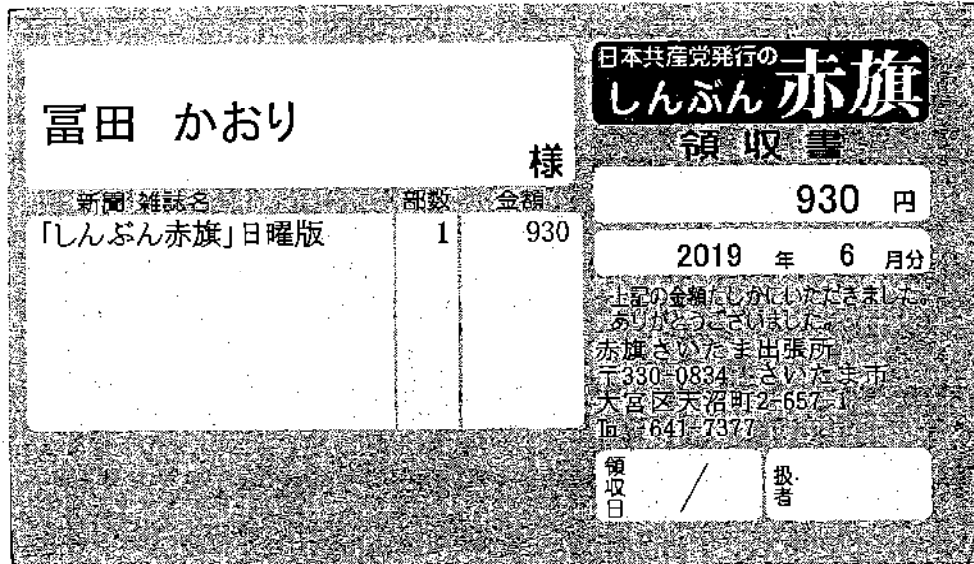 冨田 かおり
様
新聞・雑誌名 部数 金額
「しんぶん赤旗」日曜版 1 930
日本共産党発行の
しんぶん赤旗
領収書
930 円
2019 年 6 月分
上記の金額たしかにいただきました。
ありがとうございました。
赤旗さいたま出張所
〒330-0834 さいたま市
大宮区天沼町2-657-1
℡ -641-7377
領収日 /
扱者